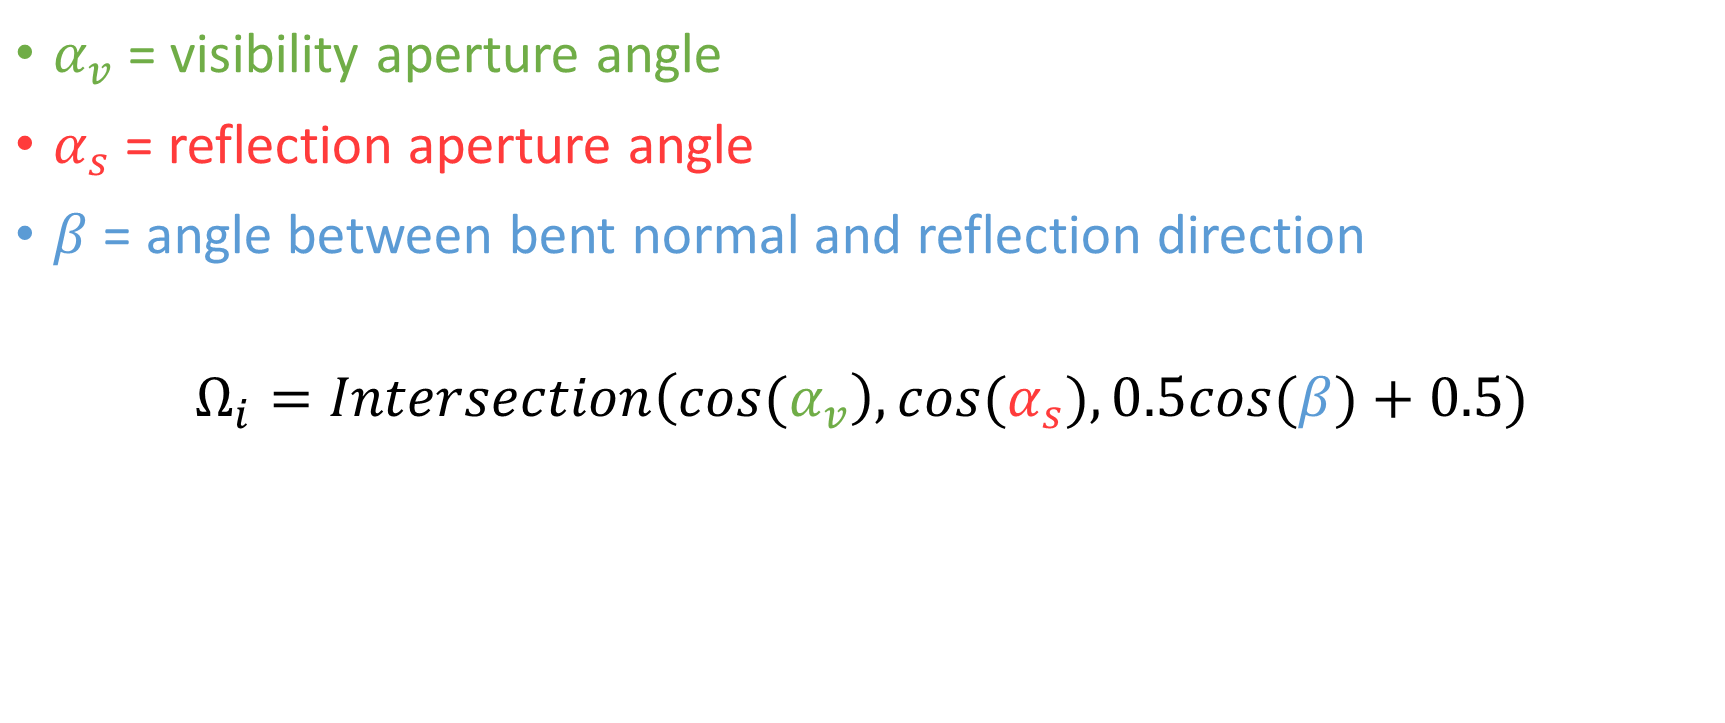 • αᵥ = visibility aperture angle
• αₛ = reflection aperture angle
• β = angle between bent normal and reflection direction
Ωᵢ = Intersection(cos(αᵥ), cos(αₛ), 0.5cos(β) + 0.5)